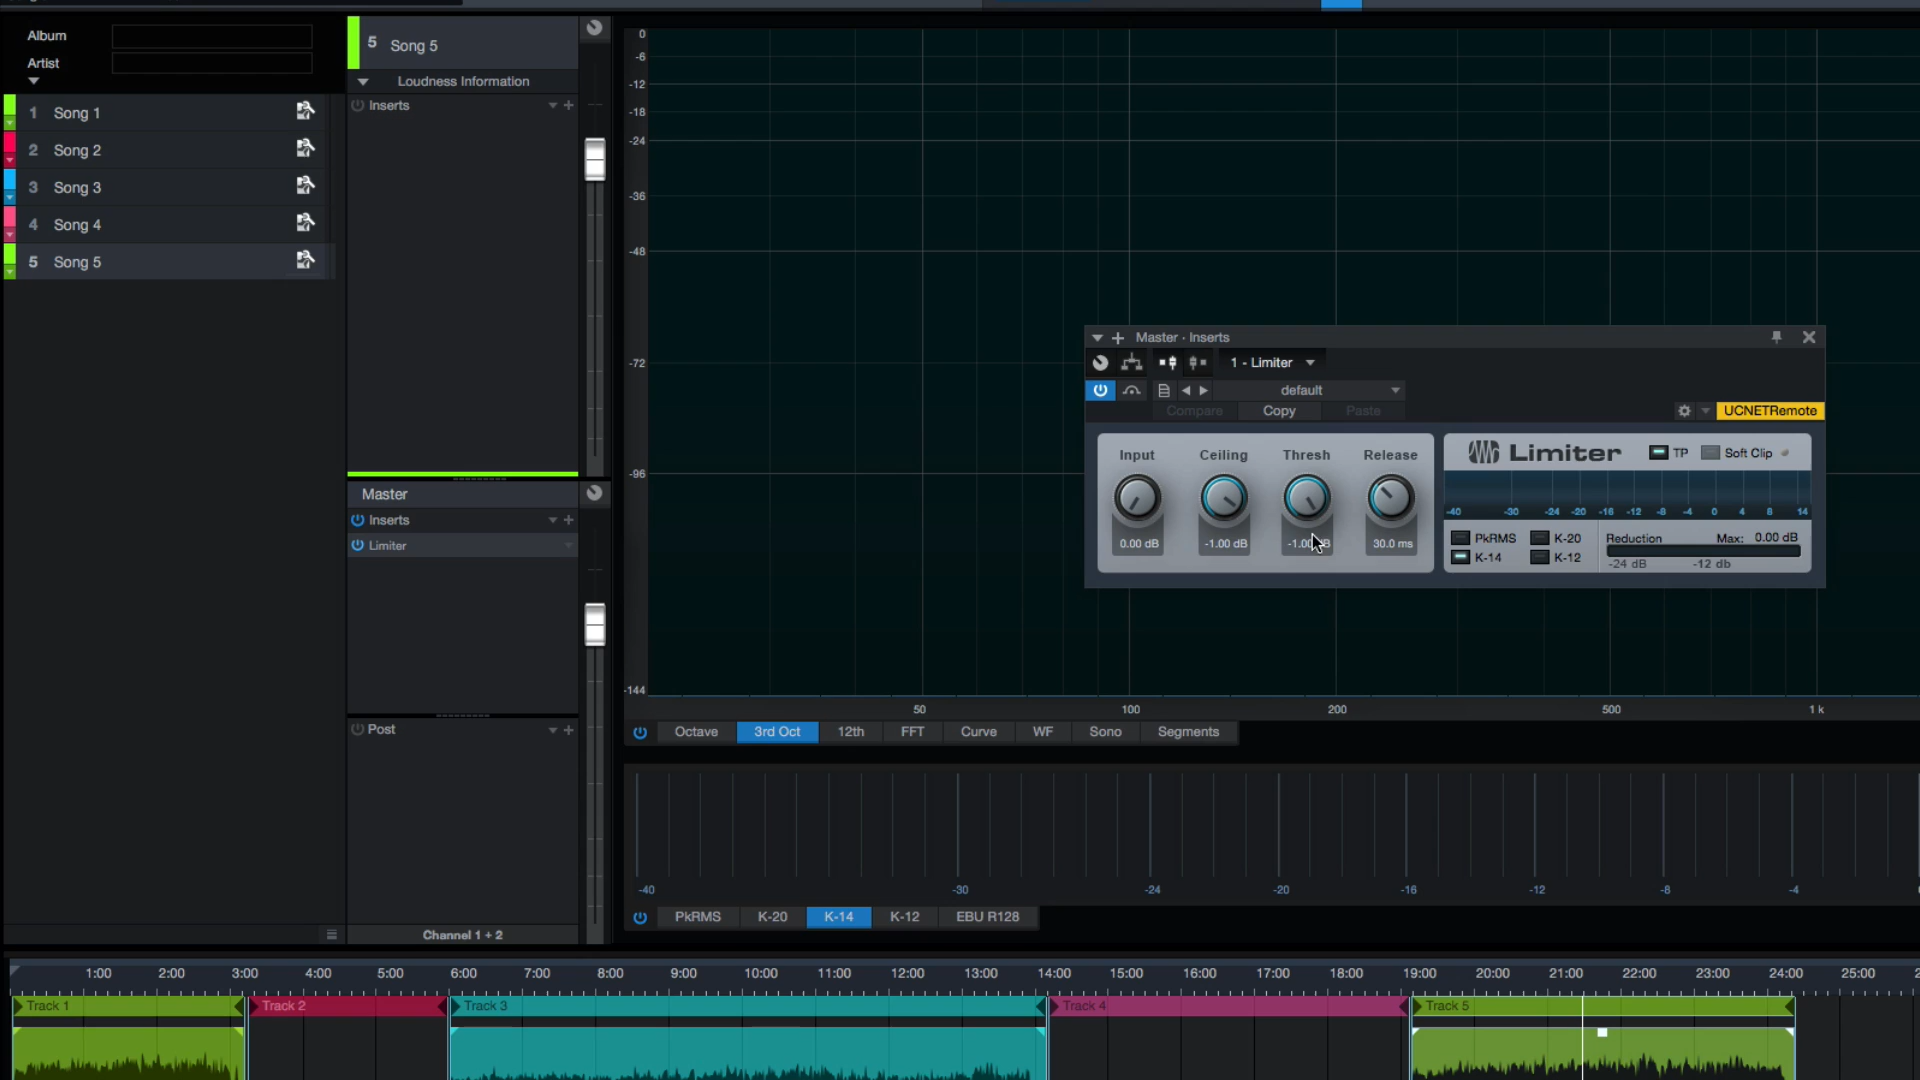 Album
Artist
1 Song 1
2 Song 2
3 Song 3
4 Song 4
5 Song 5
5 Song 5
Loudness Information
Inserts
Master
Inserts
Limiter
Post
Channel 1 + 2
0
-6
-12
-18
-24
-36
-48
-72
-96
-144
50 100 200 500 1k
Master - Inserts
1 - Limiter
default
Compare Copy Paste
UCNETRemote
Input Ceiling Thresh Release
0.00 dB -1.00 dB 30.0 ms
Limiter TP Soft Clip
-40 -30 -24 -20 -16 -12 -8 -4 0 4 8 14
PkRMS K-20
K-14 K-12
Reduction Max: 0.00 dB
-24 dB -12 db
Octave 3rd Oct 12th FFT Curve WF Sono Segments
-40 -30 -24 -20 -16 -12 -8 -4
PkRMS K-20 K-14 K-12 EBU R128
1:00 2:00 3:00 4:00 5:00 6:00 7:00 8:00 9:00 10:00 11:00 12:00 13:00 14:00 15:00 16:00 17:00 18:00 19:00 20:00 21:00 22:00 23:00 24:00 25:00
Track 1 Track 2 Track 3 Track 4 Track 5